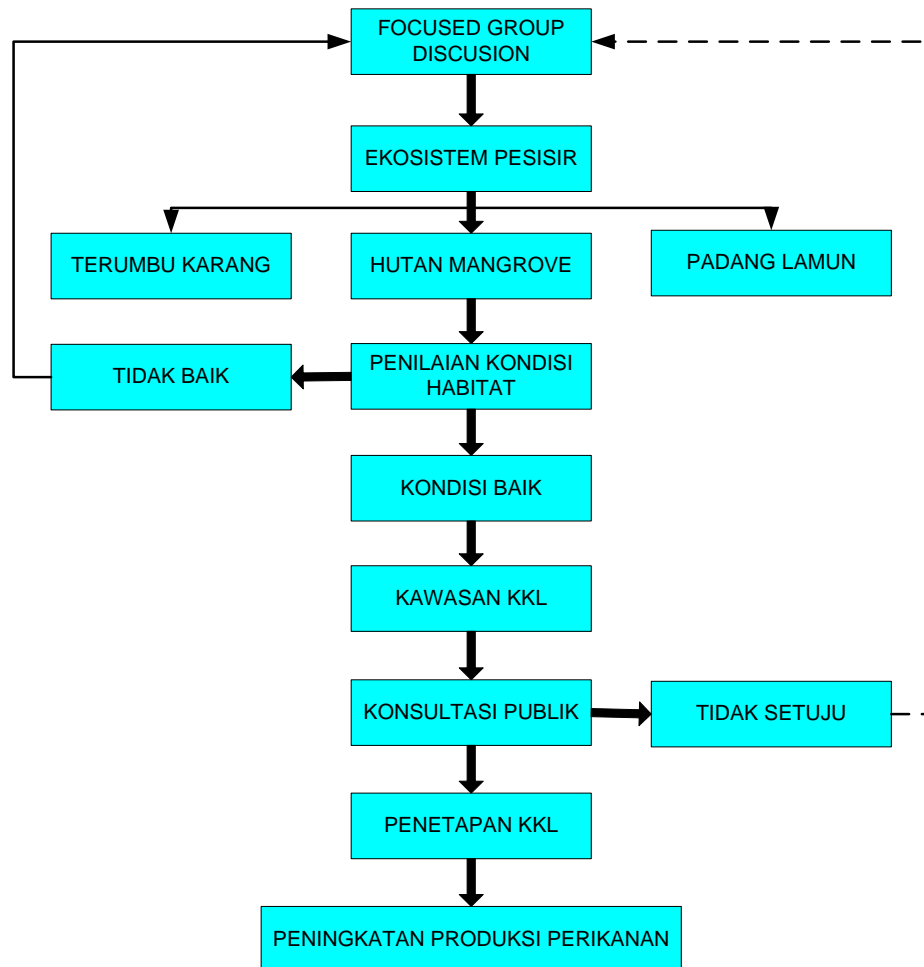 FOCUSED GROUP
DISCUSION
EKOSISTEM PESISIR
TERUMBU KARANG
HUTAN MANGROVE
PADANG LAMUN
TIDAK BAIK
PENILAIAN KONDISI
HABITAT
KONDISI BAIK
KAWASAN KKL
KONSULTASI PUBLIK
TIDAK SETUJU
PENETAPAN KKL
PENINGKATAN PRODUKSI PERIKANAN